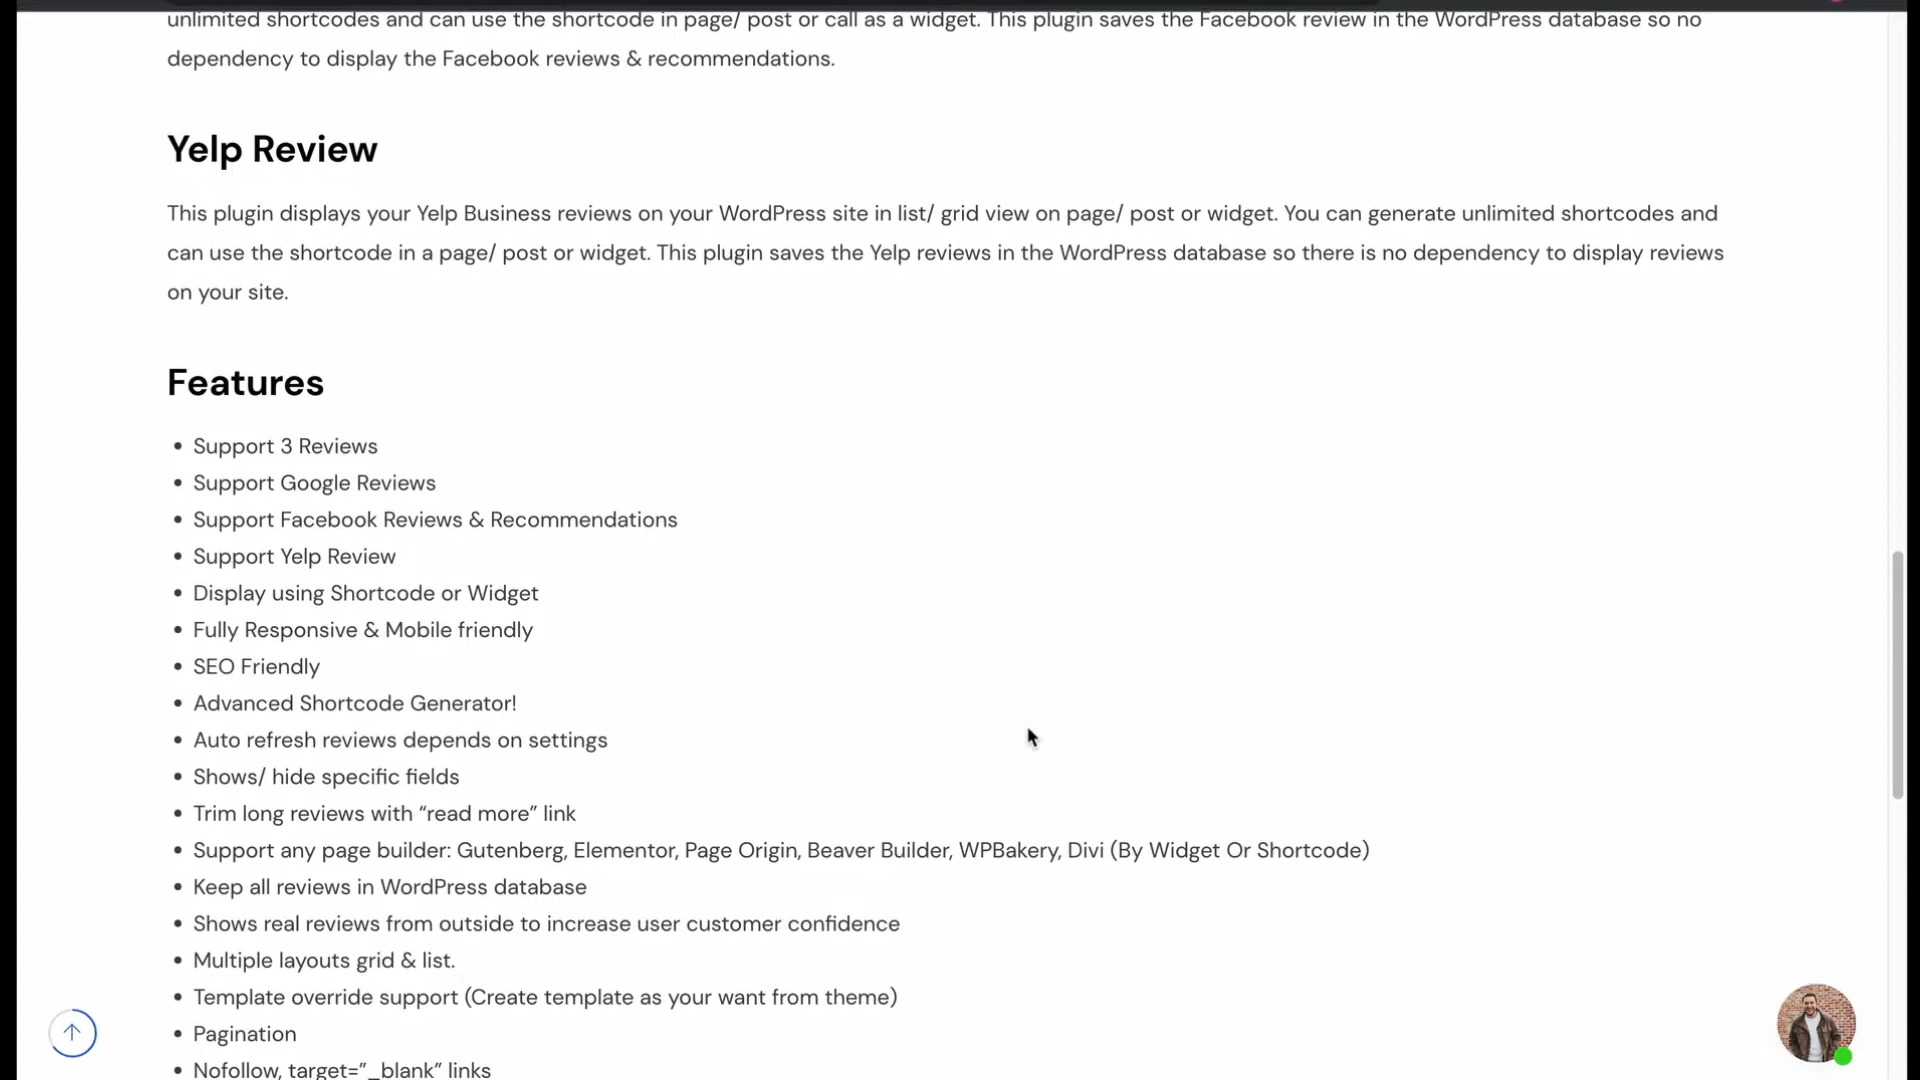 unlimited shortcodes and can use the shortcode in page/ post or call as a widget. This plugin saves the Facebook review in the WordPress database so no
dependency to display the Facebook reviews & recommendations.
Yelp Review
This plugin displays your Yelp Business reviews on your WordPress site in list/ grid view on page/ post or widget. You can generate unlimited shortcodes and
can use the shortcode in a page/ post or widget. This plugin saves the Yelp reviews in the WordPress database so there is no dependency to display reviews
on your site.
Features
• Support 3 Reviews
• Support Google Reviews
• Support Facebook Reviews & Recommendations
• Support Yelp Review
• Display using Shortcode or Widget
• Fully Responsive & Mobile friendly
• SEO Friendly
• Advanced Shortcode Generator!
• Auto refresh reviews depends on settings
• Shows/ hide specific fields
• Trim long reviews with “read more” link
• Support any page builder: Gutenberg, Elementor, Page Origin, Beaver Builder, WPBakery, Divi (By Widget Or Shortcode)
• Keep all reviews in WordPress database
• Shows real reviews from outside to increase user customer confidence
• Multiple layouts grid & list.
• Template override support (Create template as your want from theme)
• Pagination
• Nofollow, target=”_blank” links